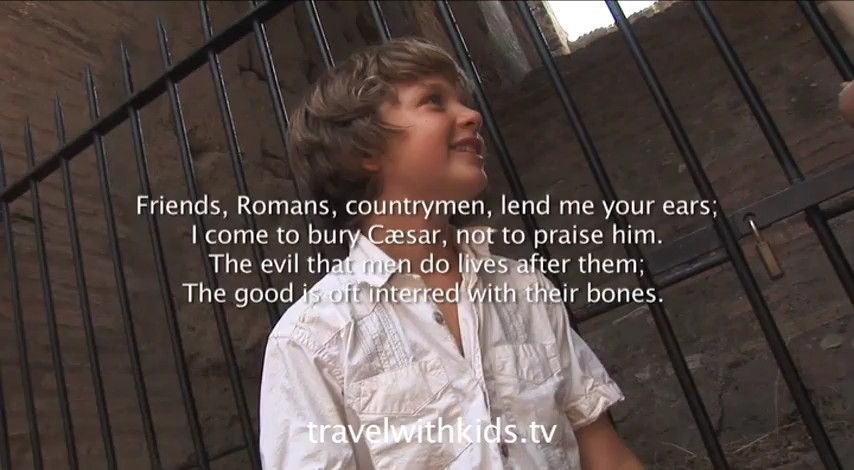 Friends, Romans, countrymen, lend me your ears;
I come to bury Cæsar, not to praise him.
The evil that men do lives after them;
The good is oft interred with their bones.
travelwithkids.tv